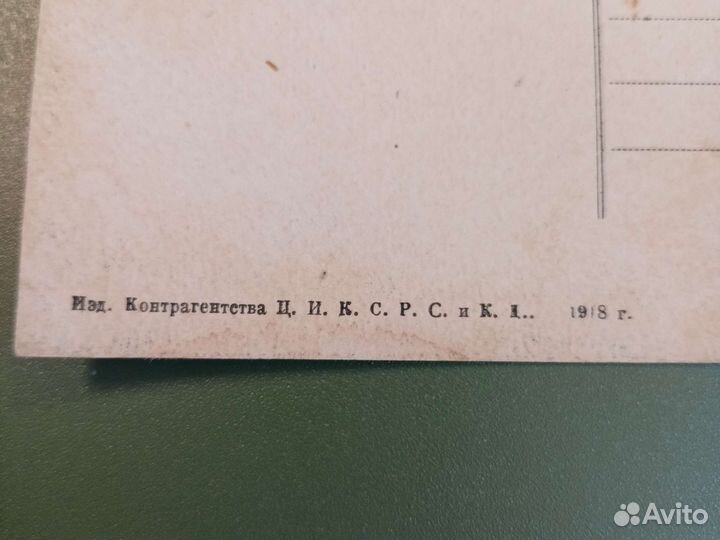 Изд. Контрагентства Ц. И. К. С. Р. С. и К. Д.. 1918 г.
Avito